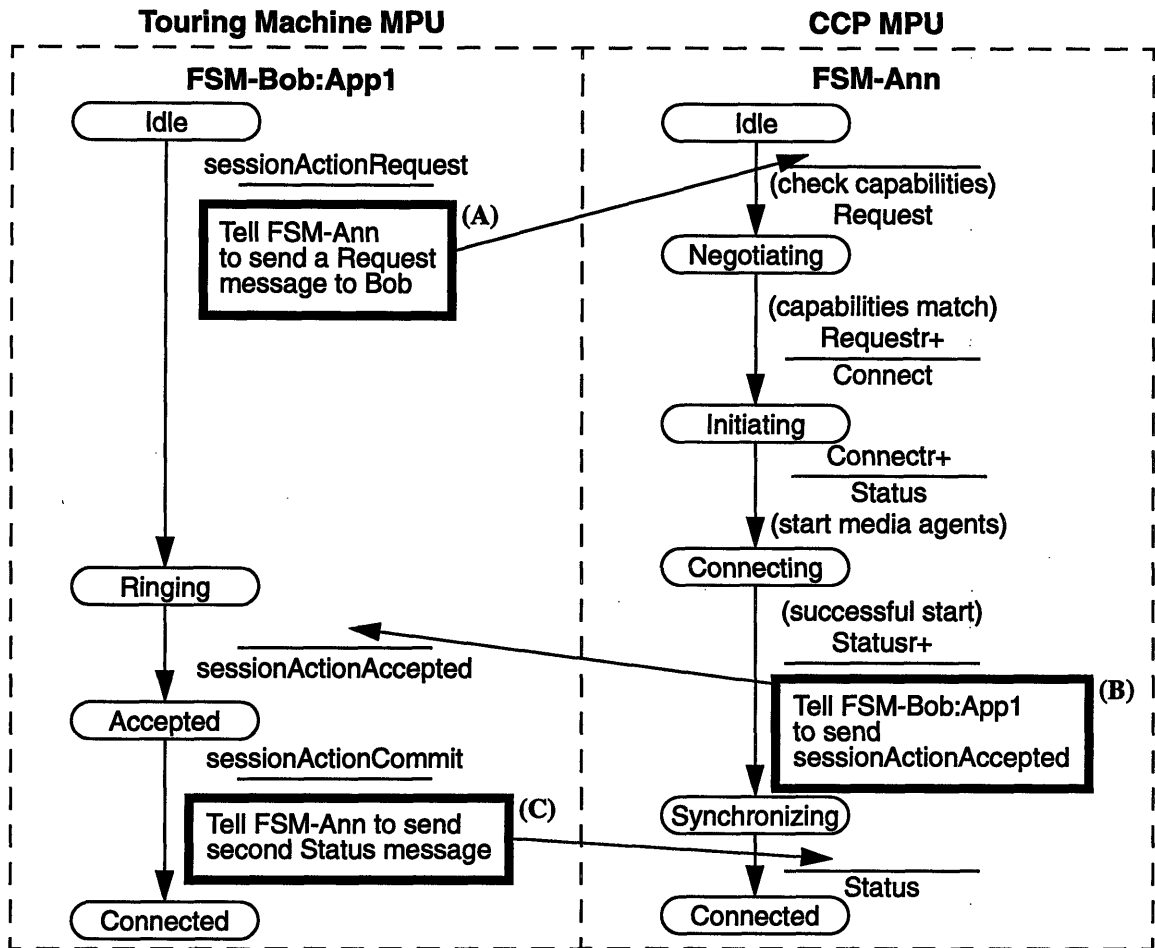 Touring Machine MPU
CCP MPU
FSM-Bob:App1
FSM-Ann
Idle
sessionActionRequest
Tell FSM-Ann
to send a Request
message to Bob
(A)
Ringing
sessionActionAccepted
Accepted
sessionActionCommit
Tell FSM-Ann to send
second Status message
(C)
Connected
Idle
(check capabilities)
Request
Negotiating
(capabilities match)
Requestr+
Connect
Initiating
Connectr+
Status
(start media agents)
Connecting
(successful start)
Statusr+
Tell FSM-Bob:App1
to send
sessionActionAccepted
(B)
Synchronizing
Status
Connected